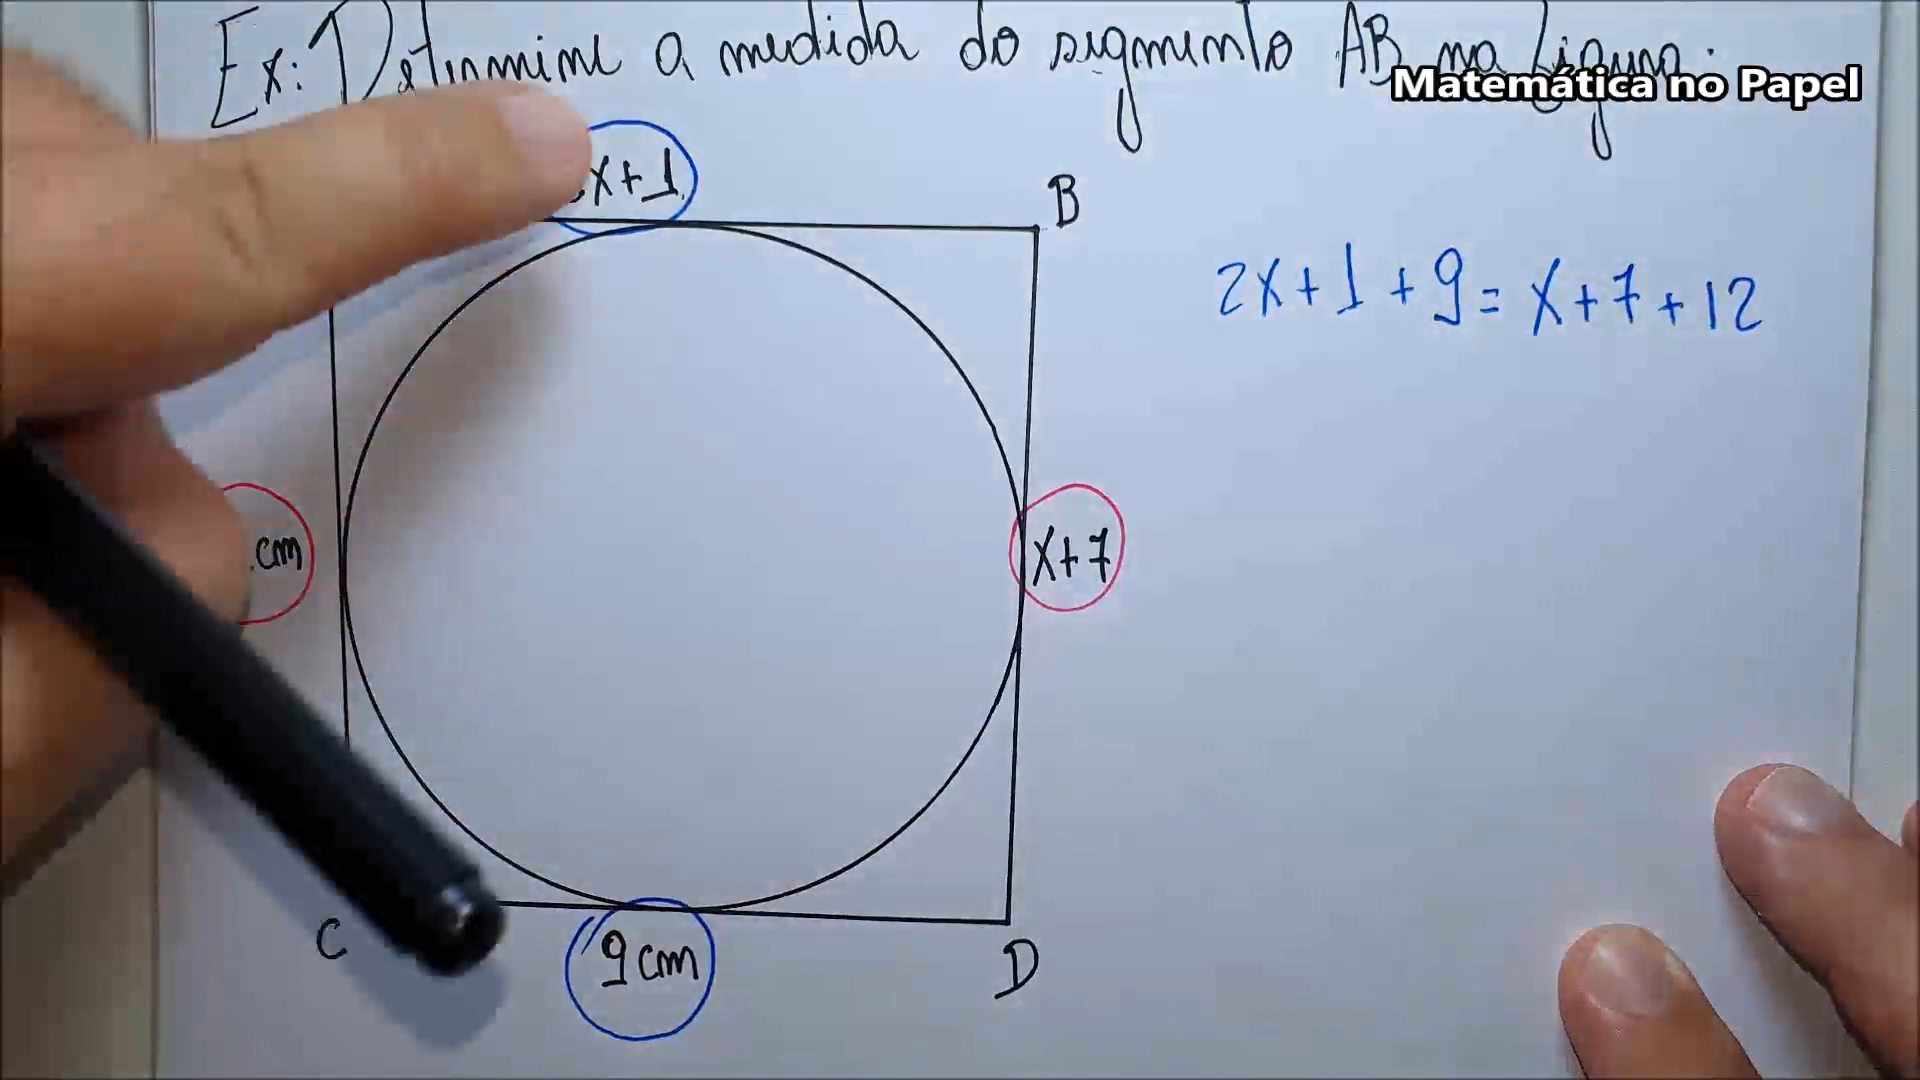 Ex: Determine a medida do segmento AB na figura.
Matemática no Papel
x+1
B
2x+1+9=x+7+12
cm
x+7
C
9cm
D